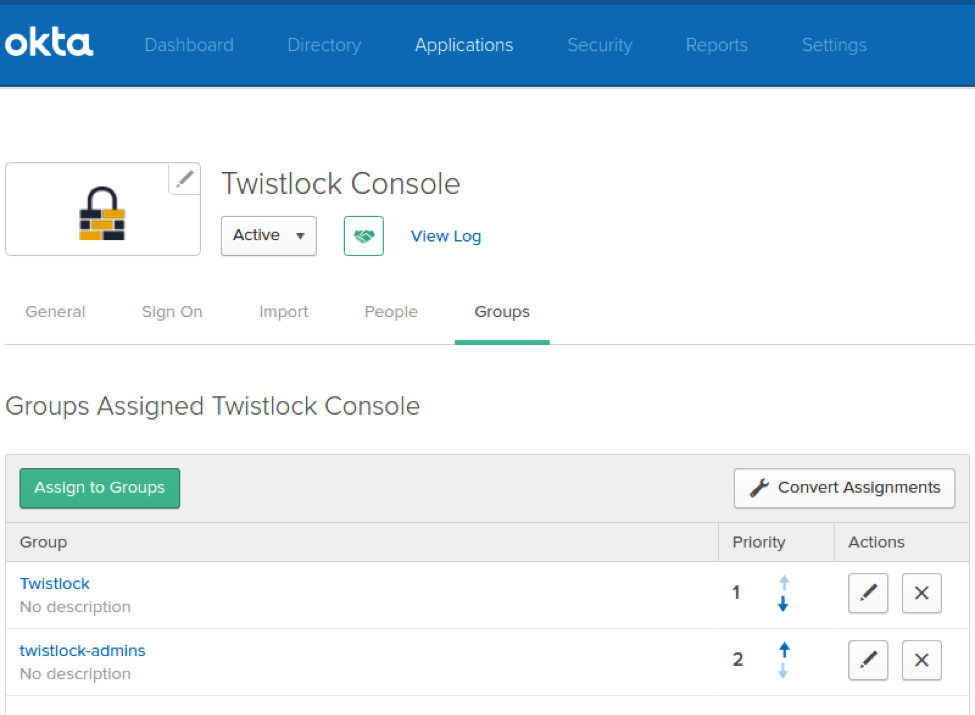 okta Dashboard Directory Applications Security Reports Settings
Twistlock Console
Active View Log
General Sign On Import People Groups
Groups Assigned Twistlock Console
Assign to Groups Convert Assignments
Group Priority Actions
Twistlock
No description
1
twistlock-admins
No description
2